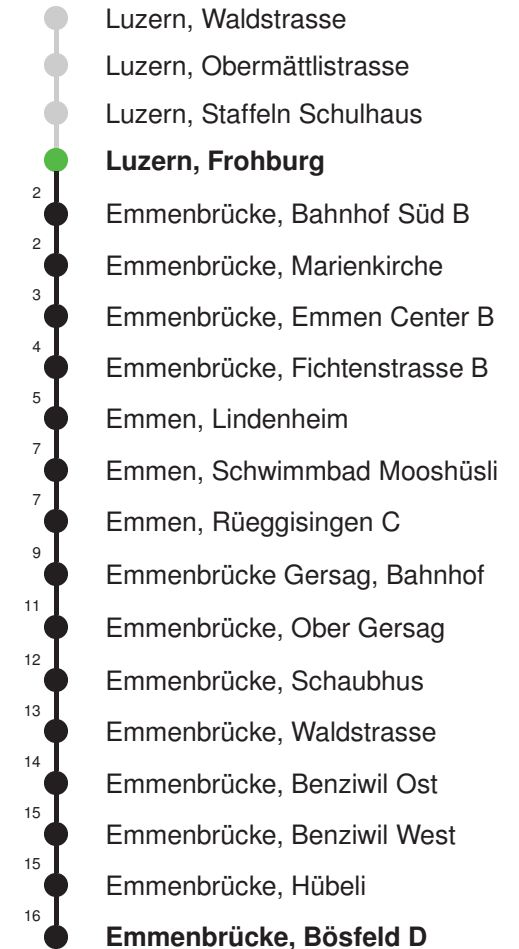 Luzern, Waldstrasse
Luzern, Obermättlistrasse
Luzern, Staffeln Schulhaus
Luzern, Frohburg
2 Emmenbrücke, Bahnhof Süd B
2 Emmenbrücke, Marienkirche
3 Emmenbrücke, Emmen Center B
4 Emmenbrücke, Fichtenstrasse B
5 Emmen, Lindenheim
7 Emmen, Schwimmbad Mooshüsli
7 Emmen, Rüeggisingen C
9 Emmenbrücke Gersag, Bahnhof
11 Emmenbrücke, Ober Gersag
12 Emmenbrücke, Schaubhus
13 Emmenbrücke, Waldstrasse
14 Emmenbrücke, Benziwil Ost
15 Emmenbrücke, Benziwil West
15 Emmenbrücke, Hübeli
16 Emmenbrücke, Bösfeld D